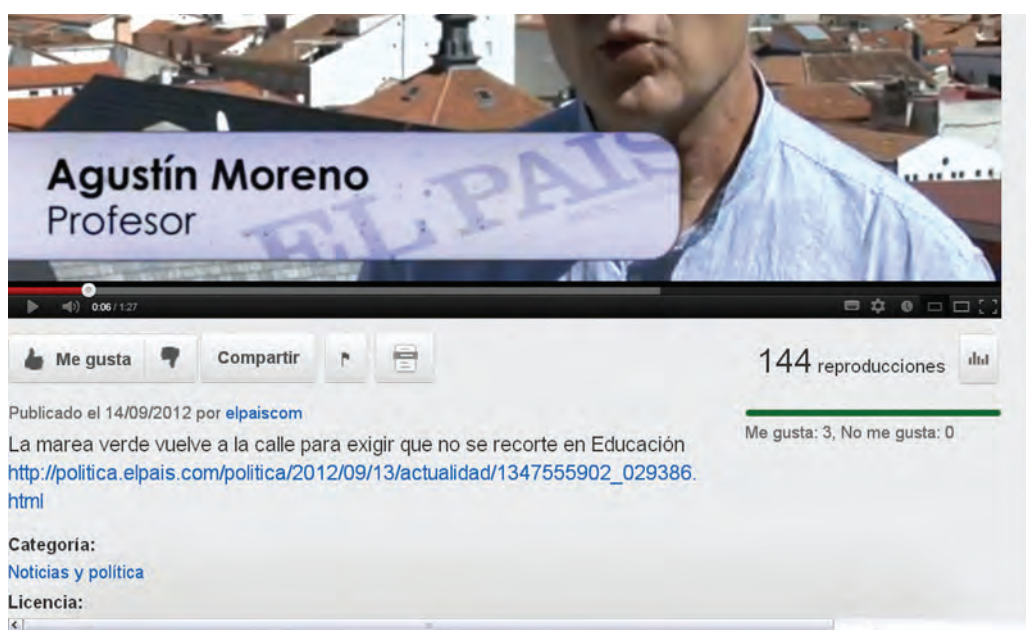 Agustín Moreno
Profesor
EL PAIS
0:06 / 1:27
Me gusta
Compartir
144 reproducciones
Publicado el 14/09/2012 por elpaiscom
La marea verde vuelve a la calle para exigir que no se recorte en Educación
http://politica.elpais.com/politica/2012/09/13/actualidad/1347555902_029386.
html
Me gusta: 3, No me gusta: 0
Categoría:
Noticias y política
Licencia: